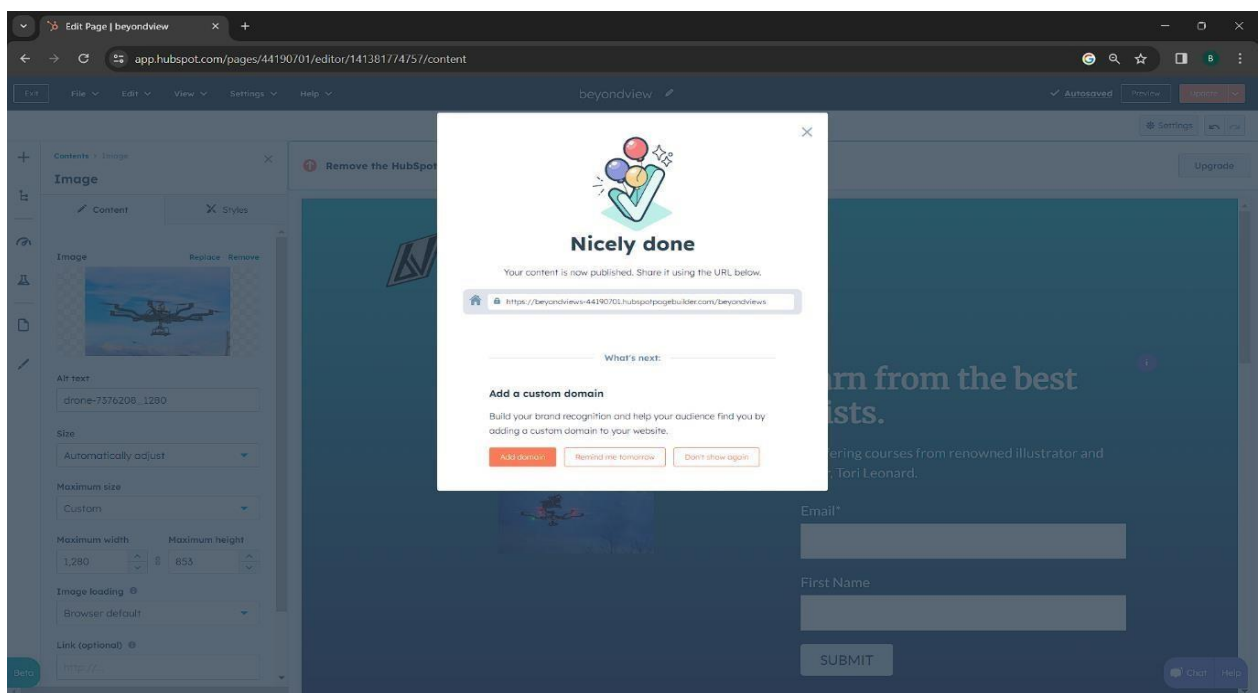 Edit Page | beyondview
app.hubspot.com/pages/44190701/editor/141381774757/content
B
Exit
File
Edit
View
Settings
Help
beyondview
Autosaved
Preview
Update
Settings
Contents
Image
Image
Content
Styles
Remove the HubSpot
Upgrade
Image
Replace
Remove
Alt text
drone-7376208_1280
Size
Automatically adjust
Maximum size
Custom
Maximum width
Maximum height
1,280
853
Image loading
Browser default
Link (optional)
http://
Beta
Nicely done
Your content is now published. Share it using the URL below.
https://beyondviews-44190701.hubspotpagebuilder.com/beyondviews
What's next:
Add a custom domain
Build your brand recognition and help your audience find you by
adding a custom domain to your website.
Add domain
Remind me tomorrow
Don't show again
rn from the best
ists.
ering courses from renowned illustrator and
Tori Leonard.
Email*
First Name
SUBMIT
Chat
Help